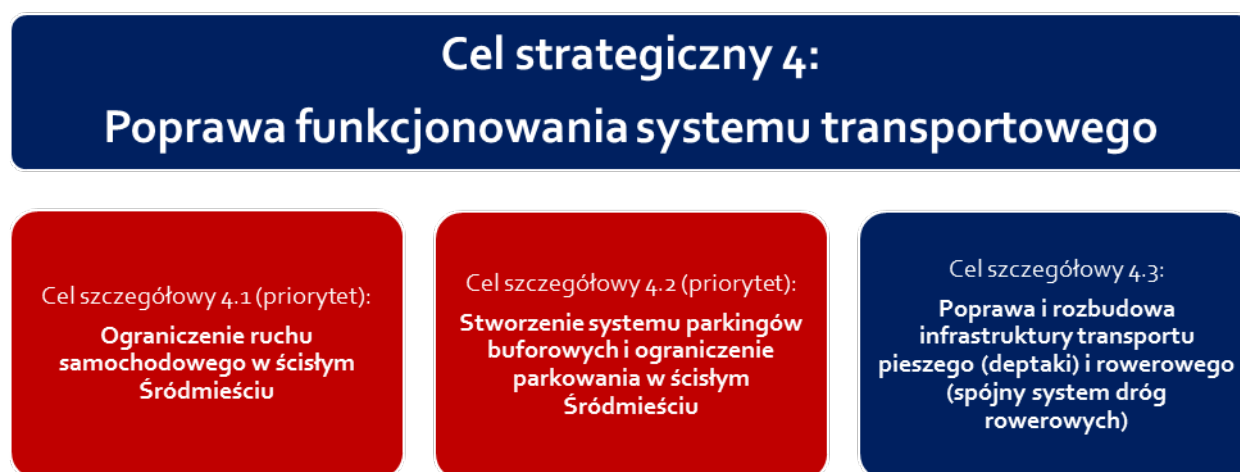 Cel strategiczny 4:
Poprawa funkcjonowania systemu transportowego
Cel szczegółowy 4.1 (priorytet):
Ograniczenie ruchu
samochodowego w ścisłym
Śródmieściu
Cel szczegółowy 4.2 (priorytet):
Stworzenie systemu parkingów
buforowych i ograniczenie
parkowania w ścisłym
Śródmieściu
Cel szczegółowy 4.3:
Poprawa i rozbudowa
infrastruktury transportu
pieszego (deptaki) i rowerowego
(spójny system dróg
rowerowych)